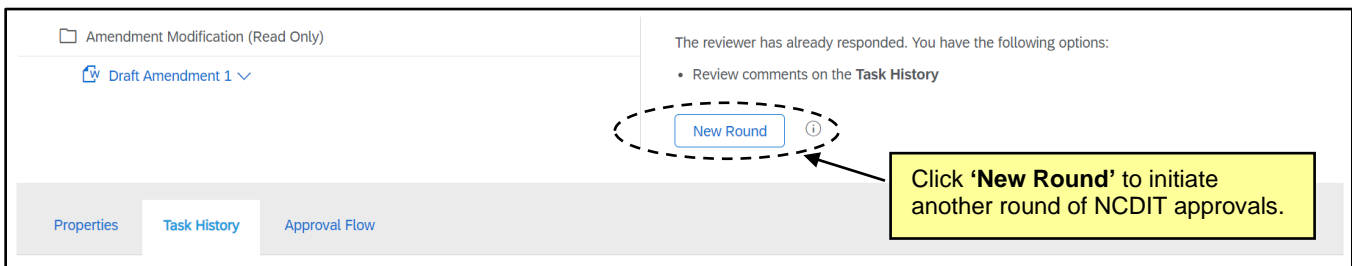 Amendment Modification (Read Only)
W Draft Amendment 1
The reviewer has already responded. You have the following options:
• Review comments on the Task History
New Round
i
Click ‘New Round’ to initiate
another round of NCDIT approvals.
Properties Task History Approval Flow